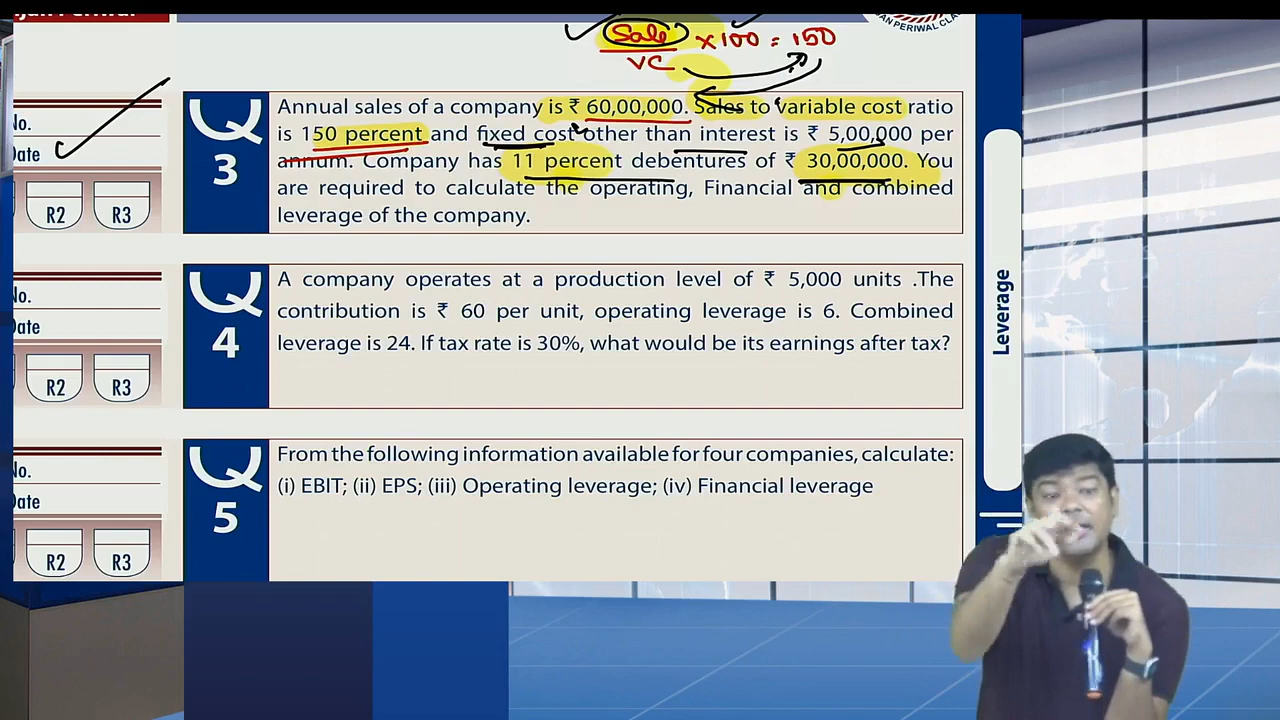 Sale × 100 = 150
VC
Q
3
Annual sales of a company is ₹ 60,00,000. Sales to variable cost ratio
is 150 percent and fixed cost other than interest is ₹ 5,00,000 per
annum. Company has 11 percent debentures of ₹ 30,00,000. You
are required to calculate the operating, Financial and combined
leverage of the company.
No.
Date
R2 R3
Q
4
A company operates at a production level of ₹ 5,000 units .The
contribution is ₹ 60 per unit, operating leverage is 6. Combined
leverage is 24. If tax rate is 30%, what would be its earnings after tax?
No.
Date
R2 R3
Q
5
From the following information available for four companies, calculate:
(i) EBIT; (ii) EPS; (iii) Operating leverage; (iv) Financial leverage
No.
Date
R2 R3
Leverage